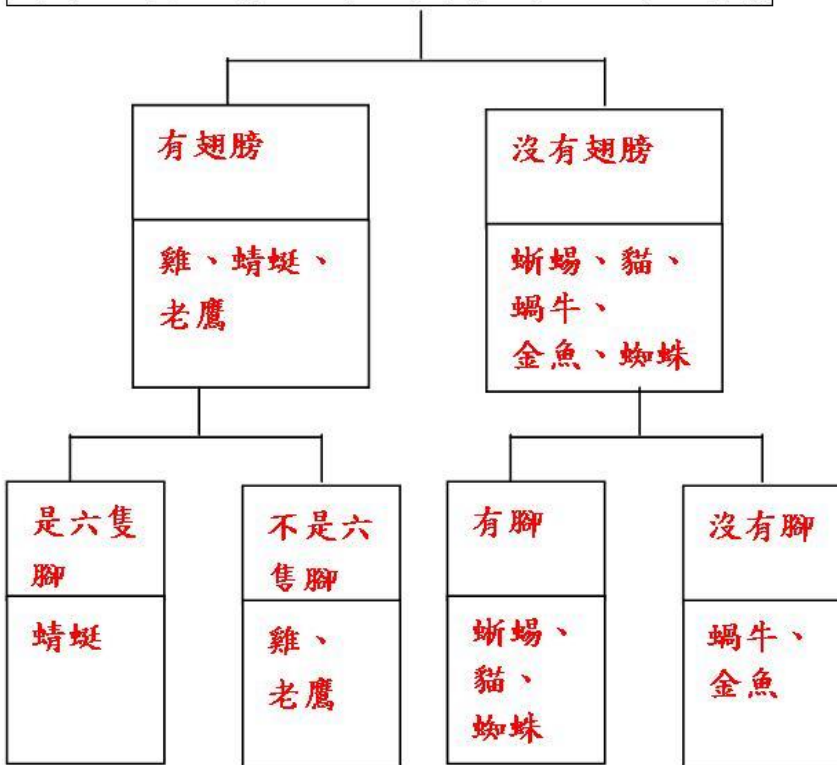 有翅膀
沒有翅膀
雞、蜻蜓、
老鷹
蜥蜴、貓、
蝸牛、
金魚、蜘蛛
是六隻
腳
不是六
隻腳
有腳
沒有腳
蜻蜓
雞、
老鷹
蜥蜴、
貓、
蜘蛛
蝸牛、
金魚